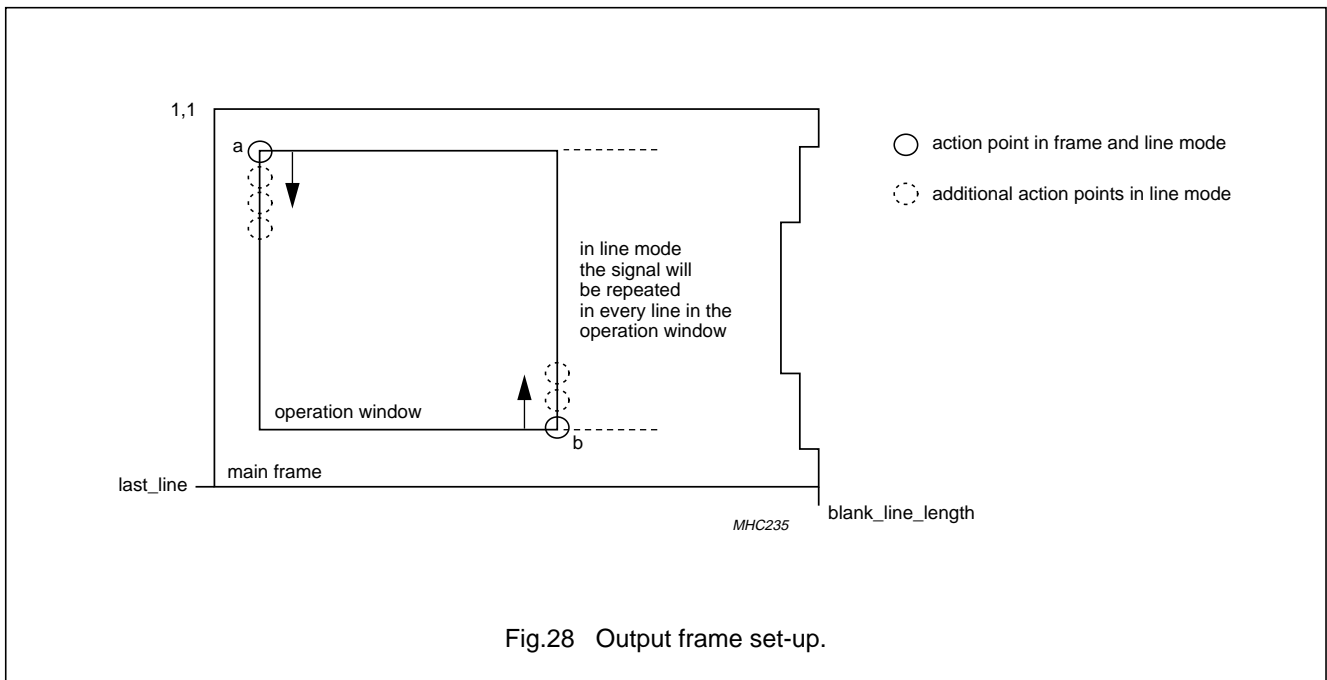 1,1
a
action point in frame and line mode
additional action points in line mode
in line mode
the signal will
be repeated
in every line in the
operation window
operation window
b
main frame
last_line
blank_line_length
MHC235
Fig.28 Output frame set-up.